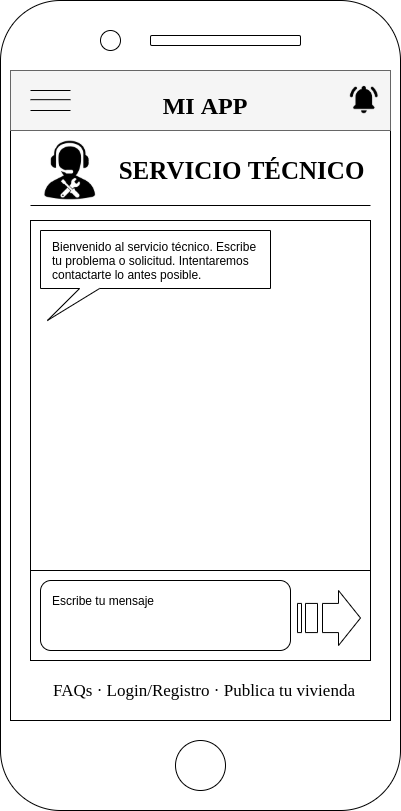 MI APP
SERVICIO TÉCNICO
Bienvenido al servicio técnico. Escribe
tu problema o solicitud. Intentaremos
contactarte lo antes posible.
Escribe tu mensaje
FAQs · Login/Registro · Publica tu vivienda